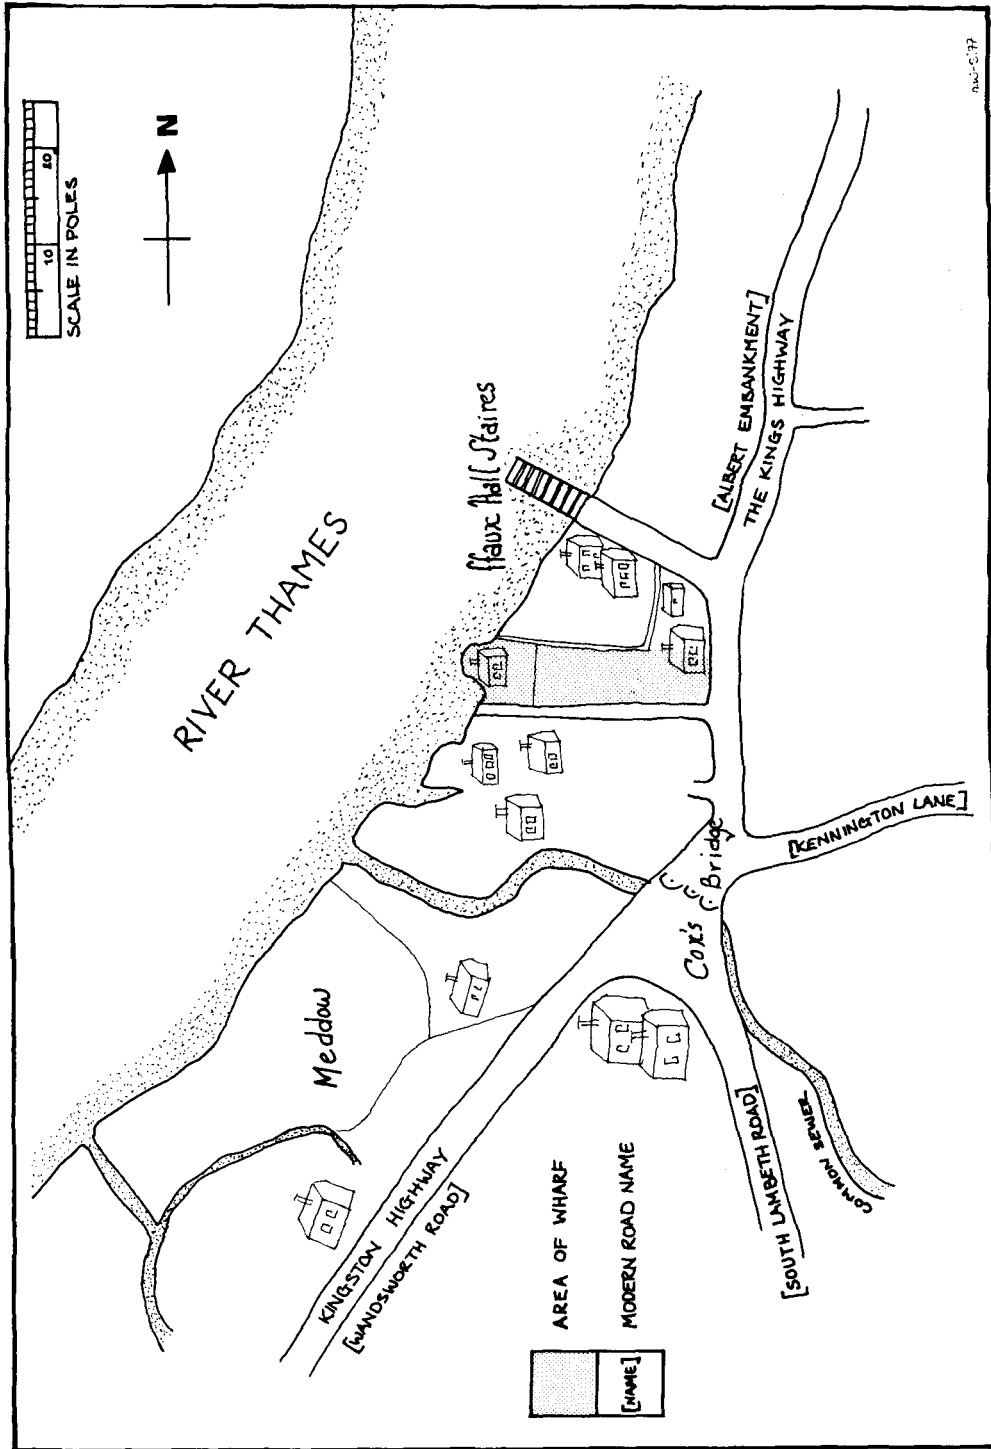 10
20
SCALE IN POLES
N
RIVER THAMES
ffaux Hall Staires
[ALBERT EMBANKMENT]
THE KINGS HIGHWAY
[KENNINGTON LANE]
Cox's Bridge
Meddow
KINGSTON HIGHWAY
[WANDSWORTH ROAD]
[SOUTH LAMBETH ROAD]
COMMON SEWER
AREA OF WHARF
[NAME]
MODERN ROAD NAME